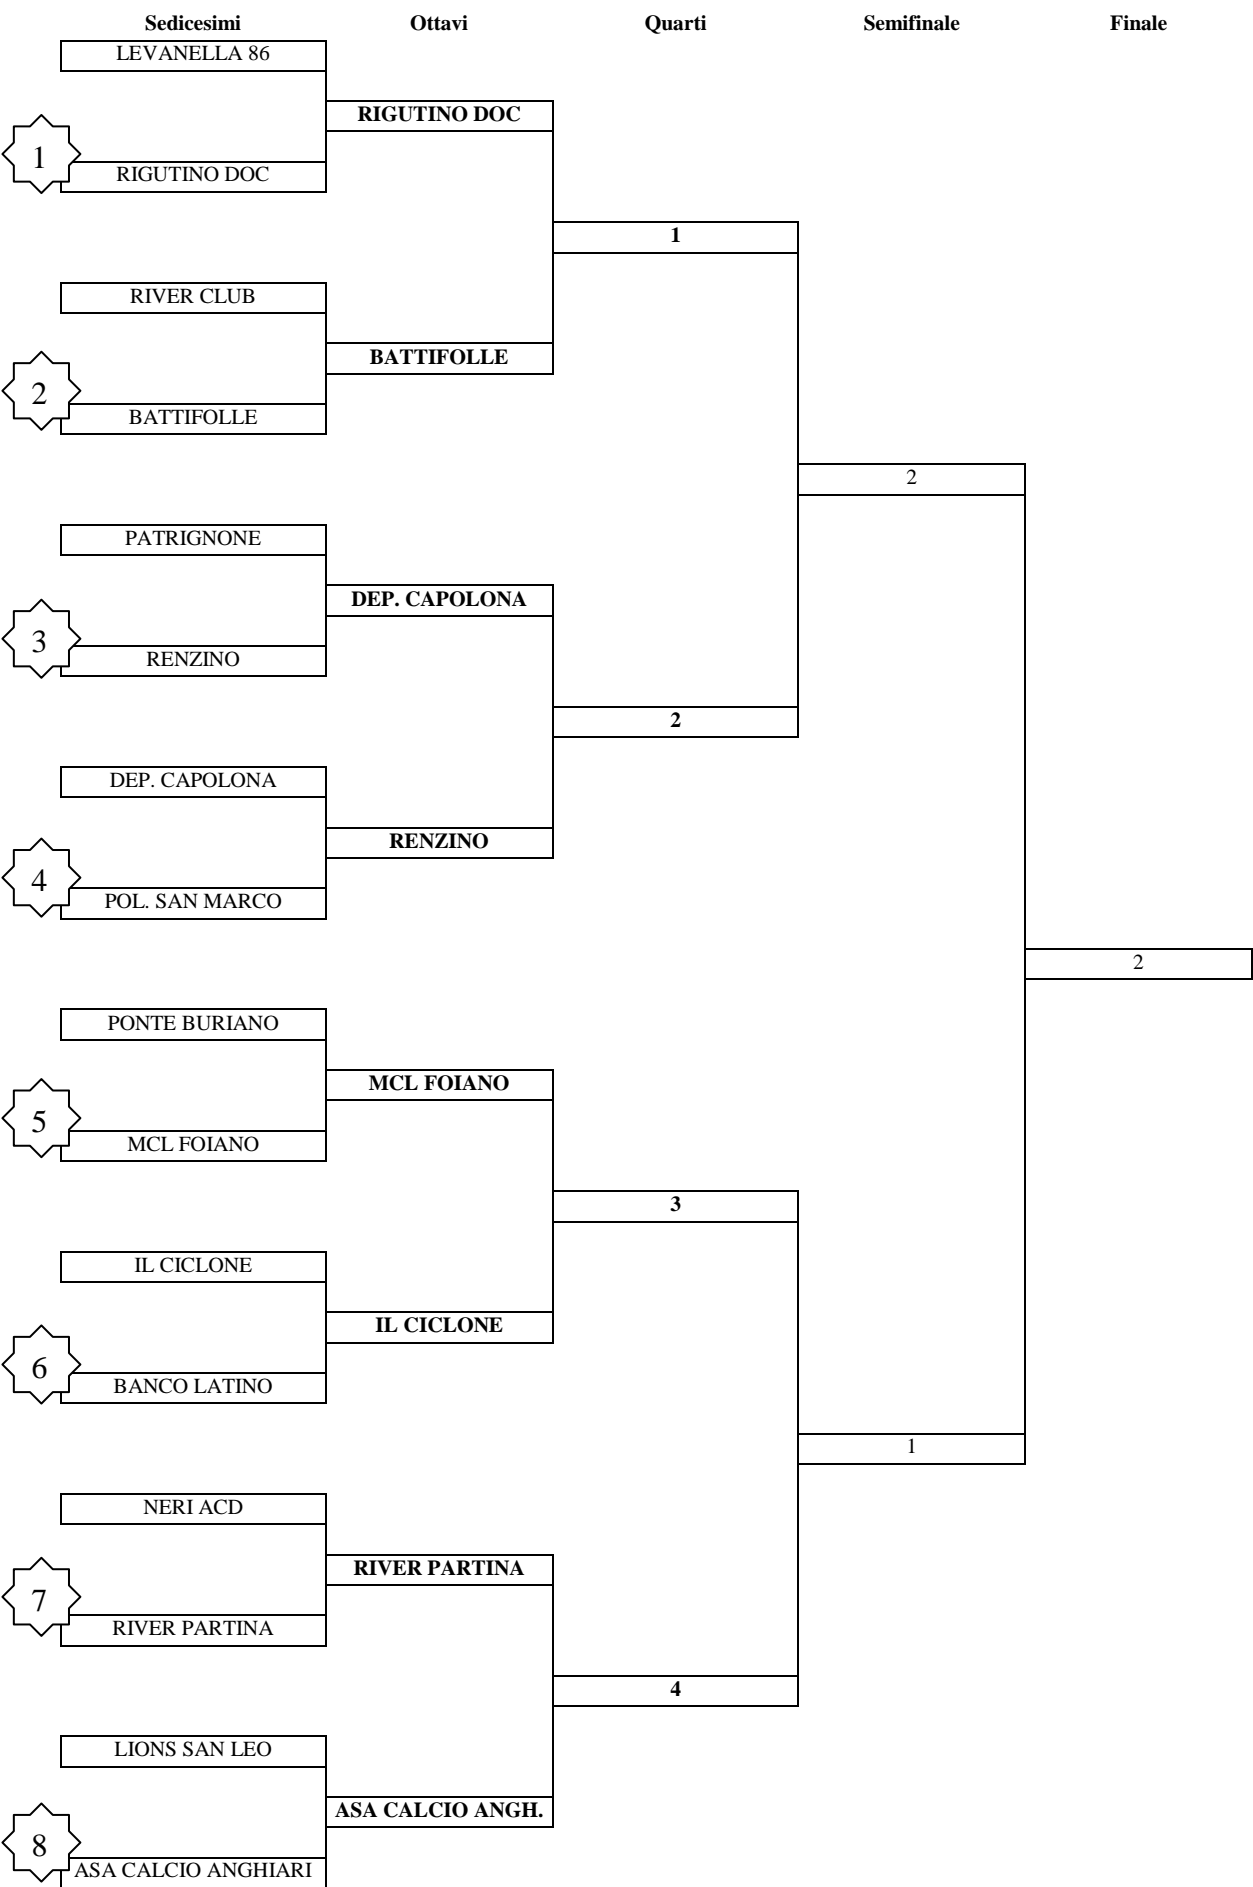 Sedicesimi Ottavi Quarti Semifinale Finale
LEVANELLA 86
RIGUTINO DOC
1
RIGUTINO DOC
1
RIVER CLUB
BATTIFOLLE
2
BATTIFOLLE
2
PATRIGNONE
DEP. CAPOLONA
3
RENZINO
2
DEP. CAPOLONA
RENZINO
4
POL. SAN MARCO
2
PONTE BURIANO
MCL FOIANO
5
MCL FOIANO
3
IL CICLONE
IL CICLONE
6
BANCO LATINO
1
NERI ACD
RIVER PARTINA
7
RIVER PARTINA
4
LIONS SAN LEO
ASA CALCIO ANGH.
8
ASA CALCIO ANGHIARI